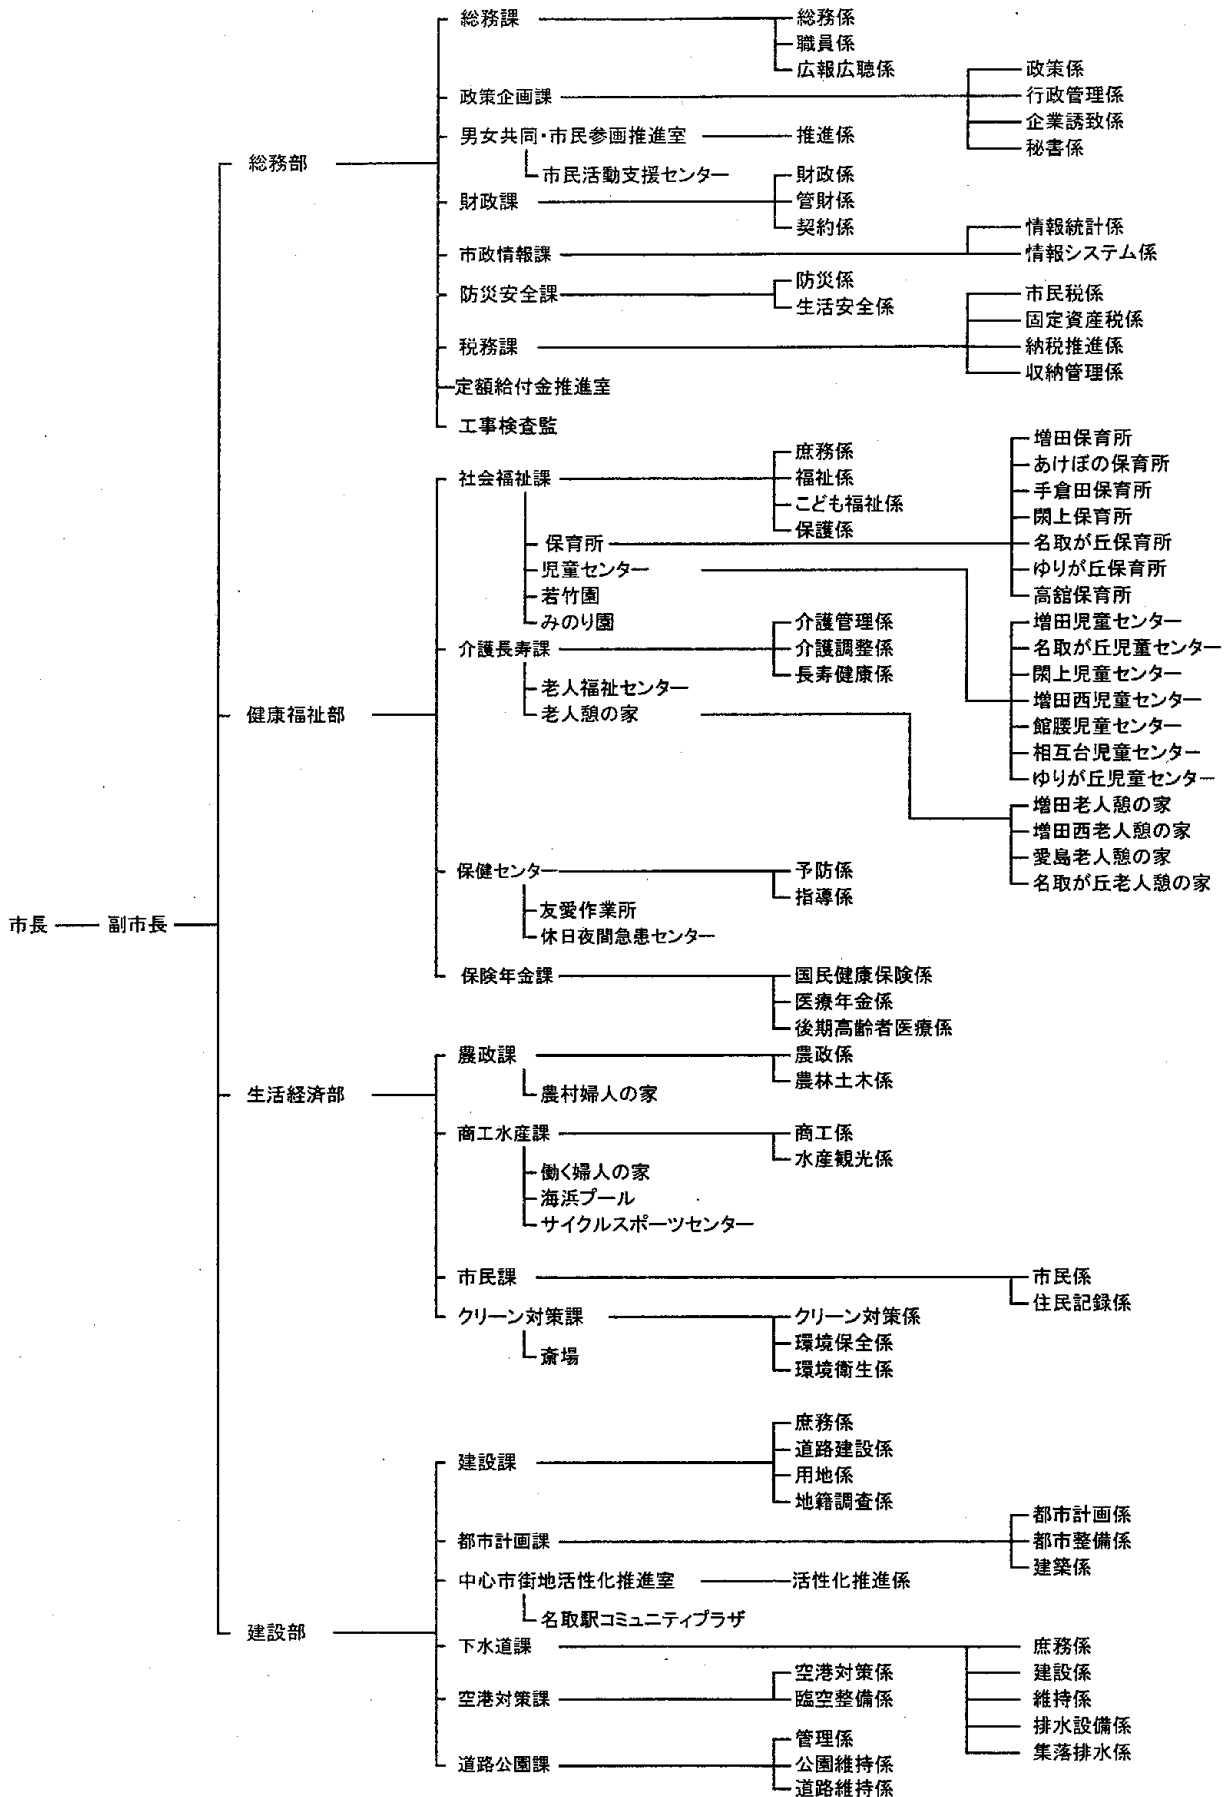 総務課
総務係
職員係
広報広聴係
政策企画課
政策係
行政管理係
企業誘致係
秘書係
男女共同・市民参画推進室
推進係
市民活動支援センター
総務部
財政課
財政係
管財係
契約係
市政情報課
情報統計係
情報システム係
防災安全課
防災係
生活安全係
税務課
市民税係
固定資産税係
納税推進係
収納管理係
定額給付金推進室
工事検査監
社会福祉課
庶務係
福祉係
こども福祉係
保護係
保育所
増田保育所
あけぼの保育所
手倉田保育所
閖上保育所
名取が丘保育所
ゆりが丘保育所
高舘保育所
児童センター
増田児童センター
名取が丘児童センター
閖上児童センター
増田西児童センター
館腰児童センター
相互台児童センター
ゆりが丘児童センター
若竹園
みのり園
介護長寿課
介護管理係
介護調整係
長寿健康係
老人福祉センター
老人憩の家
増田老人憩の家
増田西老人憩の家
愛島老人憩の家
名取が丘老人憩の家
健康福祉部
保健センター
予防係
指導係
友愛作業所
休日夜間急患センター
市長
副市長
保険年金課
国民健康保険係
医療年金係
後期高齢者医療係
農政課
農政係
農林土木係
農村婦人の家
生活経済部
商工水産課
商工係
水産観光係
働く婦人の家
海浜プール
サイクルスポーツセンター
市民課
市民係
住民記録係
クリーン対策課
クリーン対策係
環境保全係
環境衛生係
斎場
建設課
庶務係
道路建設係
用地係
地籍調査係
都市計画課
都市計画係
都市整備係
建築係
中心市街地活性化推進室
活性化推進係
名取駅コミュニティプラザ
建設部
下水道課
庶務係
建設係
維持係
排水設備係
集落排水係
空港対策課
空港対策係
臨空整備係
道路公園課
管理係
公園維持係
道路維持係